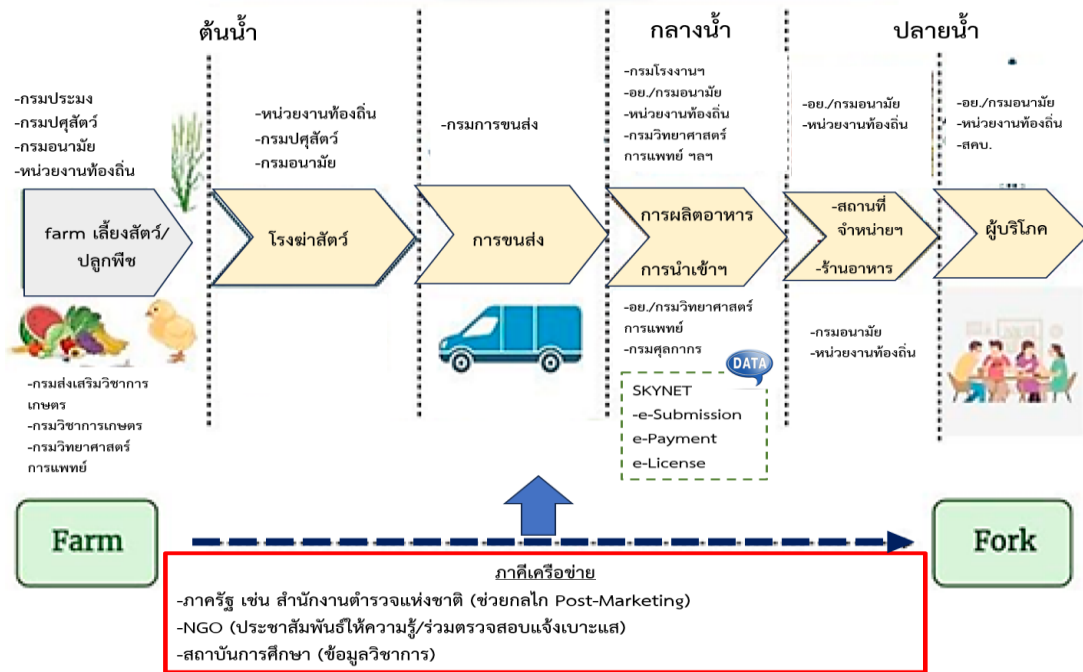 ต้นน้ำ
กลางน้ำ
ปลายน้ำ
-กรมประมง
-กรมปศุสัตว์
-กรมอนามัย
-หน่วยงานท้องถิ่น
-หน่วยงานท้องถิ่น
-กรมปศุสัตว์
-กรมอนามัย
-กรมการขนส่ง
-กรมโรงงานฯ
-อย./กรมอนามัย
-หน่วยงานท้องถิ่น
-กรมวิทยาศาสตร์
การแพทย์ ฯลฯ
-อย./กรมอนามัย
-หน่วยงานท้องถิ่น
-อย./กรมอนามัย
-หน่วยงานท้องถิ่น
-สคบ.
farm เลี้ยงสัตว์/
ปลูกพืช
โรงฆ่าสัตว์
การขนส่ง
การผลิตอาหาร
การนำเข้าฯ
-สถานที่
จำหน่ายฯ
-ร้านอาหาร
ผู้บริโภค
-กรมส่งเสริมวิชาการ
เกษตร
-กรมวิชาการเกษตร
-กรมวิทยาศาสตร์
การแพทย์
-อย./กรมวิทยาศาสตร์
การแพทย์
-กรมศุลกากร
DATA
SKYNET
-e-Submission
e-Payment
e-License
-กรมอนามัย
-หน่วยงานท้องถิ่น
Farm
Fork
ภาคีเครือข่าย
-ภาครัฐ เช่น สำนักงานตำรวจแห่งชาติ (ช่วยกลไก Post-Marketing)
-NGO (ประชาสัมพันธ์ให้ความรู้/ร่วมตรวจสอบแจ้งเบาะแส)
-สถาบันการศึกษา (ข้อมูลวิชาการ)